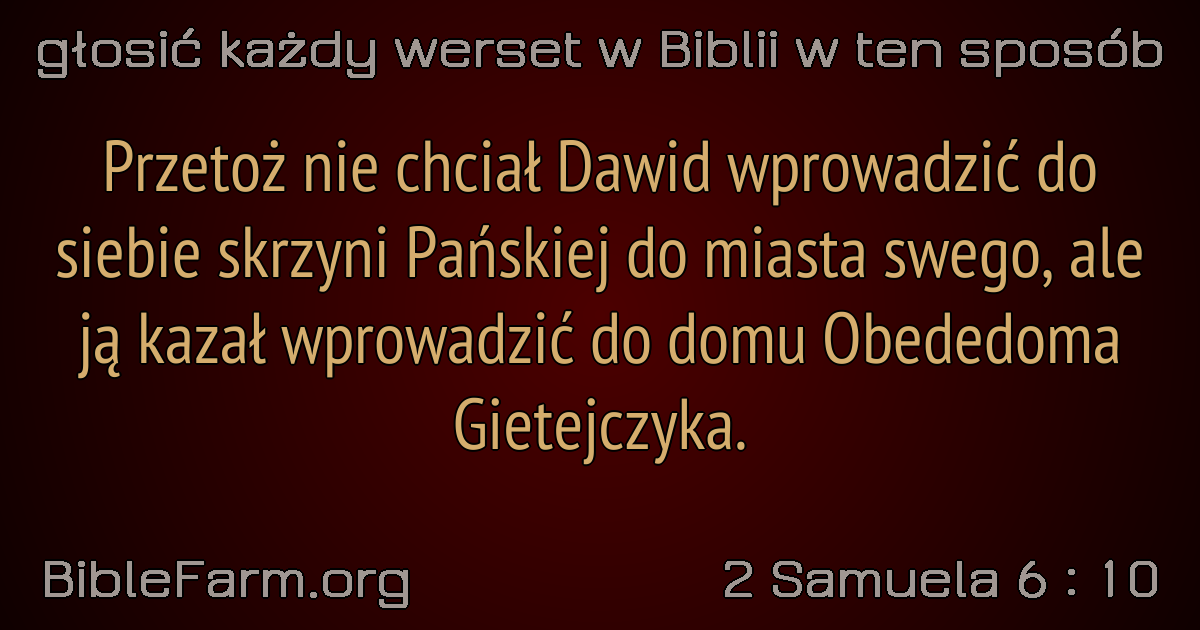 głosić każdy werset w Biblii w ten sposób
Przetoż nie chciał Dawid wprowadzić do
siebie skrzyni Pańskiej do miasta swego, ale
ją kazał wprowadzić do domu Obededoma
Gietejczyka.
BibleFarm.org
2 Samuela 6 : 10